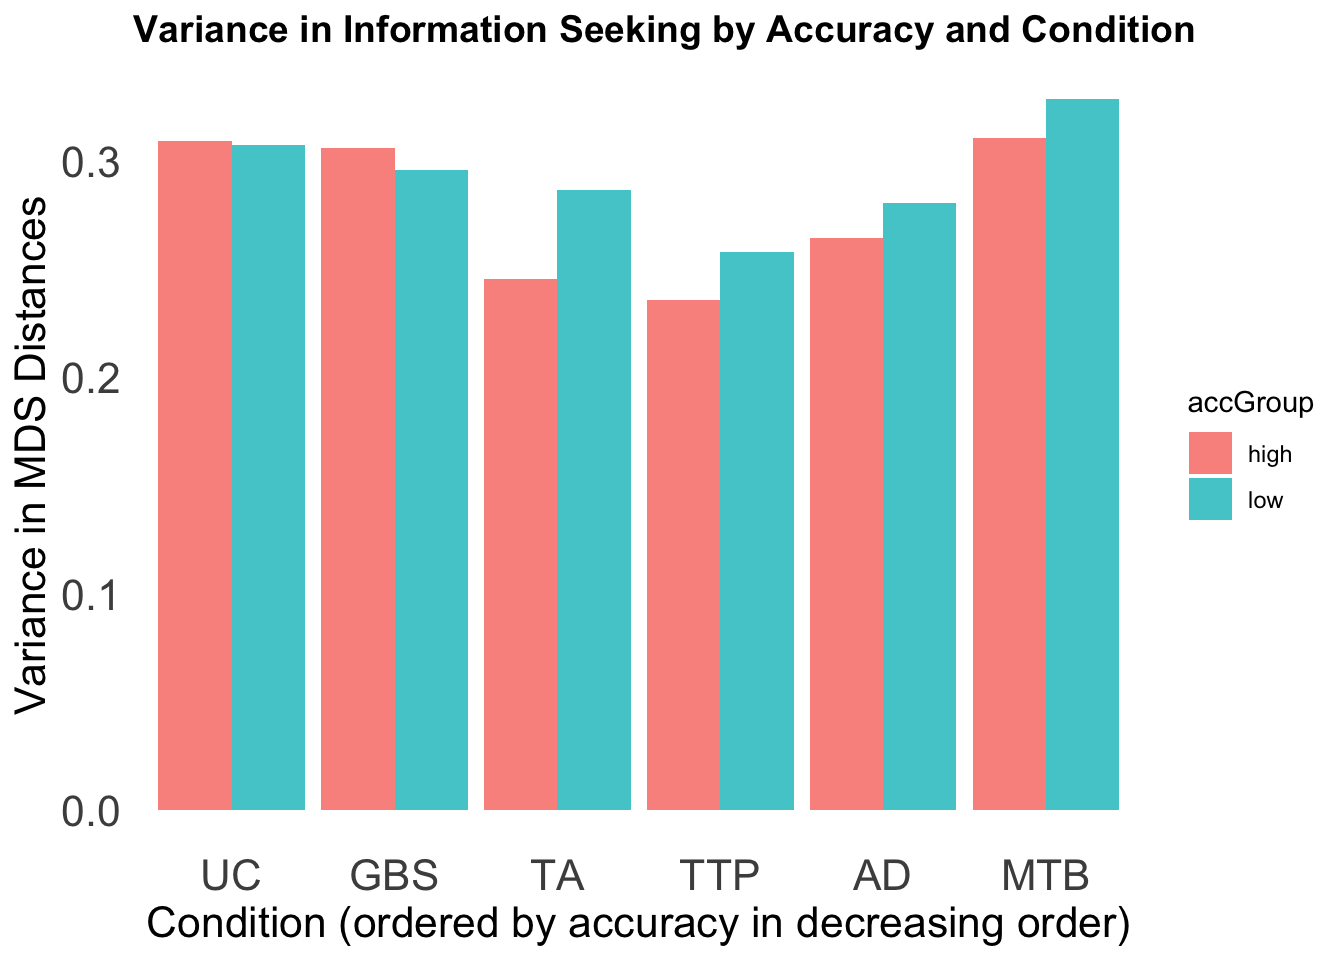 Variance in Information Seeking by Accuracy and Condition
Variance in MDS Distances
0.3
0.2
0.1
0.0
UC GBS TA TTP AD MTB
Condition (ordered by accuracy in decreasing order)
accGroup
high
low